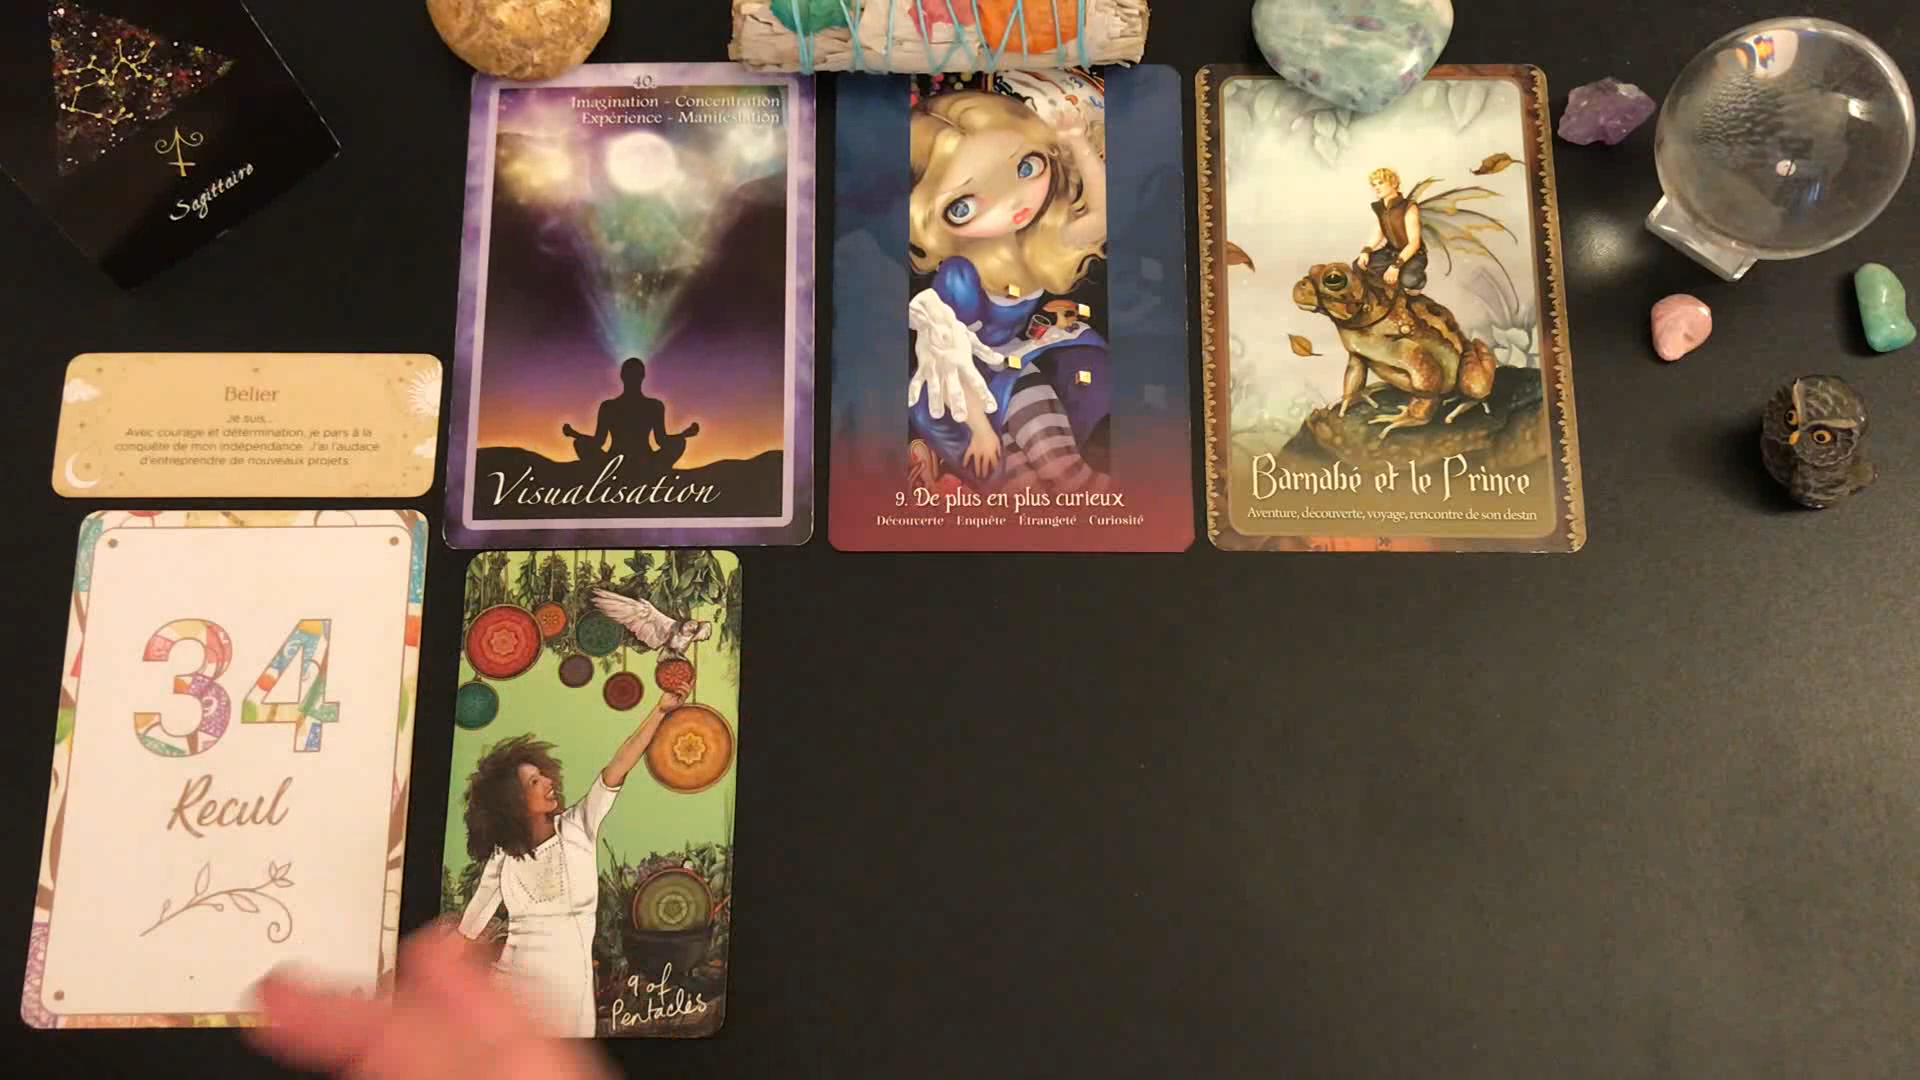 Sagittaire
40.
Imagination - Concentration
Expérience - Manifestation
Visualisation
9. De plus en plus curieux
Découverte - Enquête - Étrangeté - Curiosité
Barnabé et le Prince
Aventure, découverte, voyage, rencontre de son destin
Bélier
Je suis...
Avec courage et détermination, je pars à la
conquête de mon indépendance. J'ai l'audace
d'entreprendre de nouveaux projets.
34
Recul
9 of
Pentacles